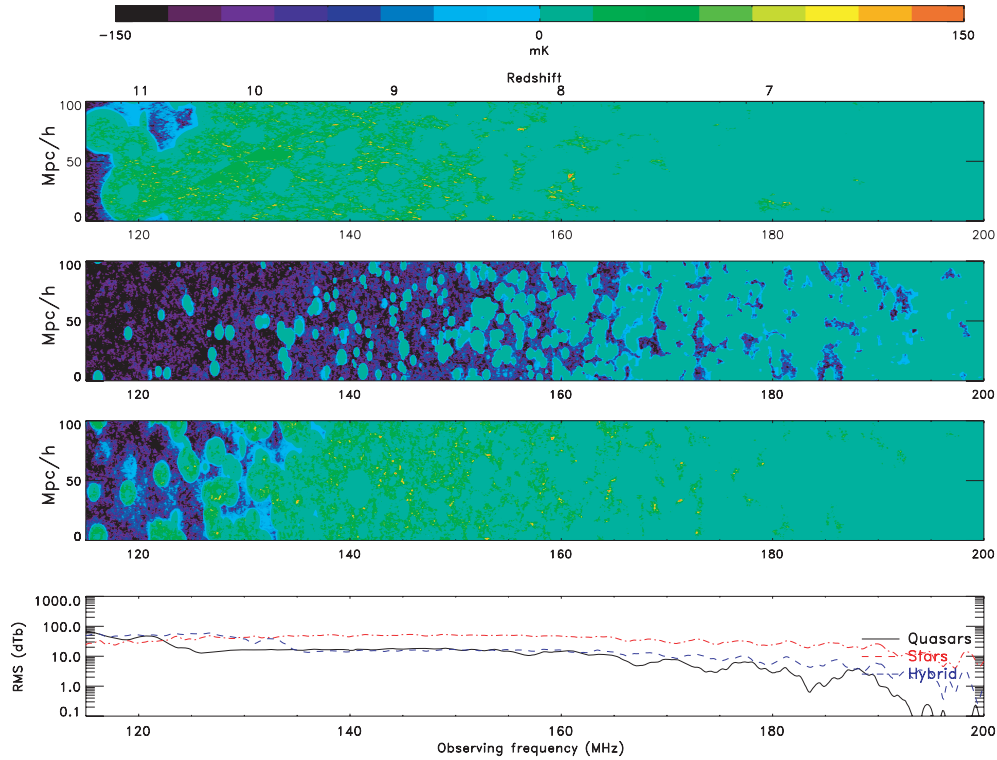 -150 0 150
mK
Redshift
11 10 9 8 7
100
50
0
Mpc/h
120 140 160 180 200
100
50
0
Mpc/h
120 140 160 180 200
100
50
0
Mpc/h
120 140 160 180 200
1000.0
100.0
10.0
1.0
0.1
RMS (dTb)
Quasars
Stars
Hybrid
120 140 160 180 200
Observing frequency (MHz)